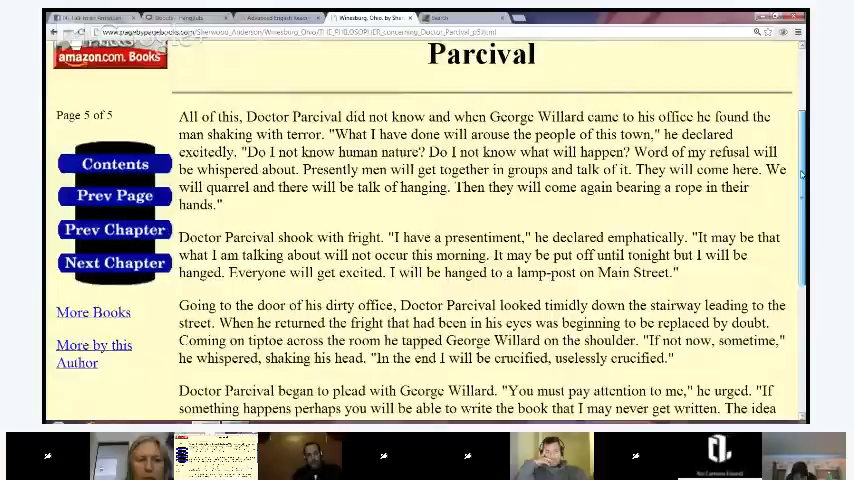 Winesburg, Ohio, by She
Search
www.pagebypagebooks.com/Sherwood_Anderson/Winesburg_Ohio/THE_PHILOSOPHER_concerning_Doctor_Parcival_p5.html
amazon.com. Books
Parcival
Page 5 of 5
Contents
Prev Page
Prev Chapter
Next Chapter
More Books
More by this
Author
All of this, Doctor Parcival did not know and when George Willard came to his office he found the
man shaking with terror. "What I have done will arouse the people of this town," he declared
excitedly. "Do I not know human nature? Do I not know what will happen? Word of my refusal will
be whispered about. Presently men will get together in groups and talk of it. They will come here. We
will quarrel and there will be talk of hanging. Then they will come again bearing a rope in their
hands."
Doctor Parcival shook with fright. "I have a presentiment," he declared emphatically. "It may be that
what I am talking about will not occur this morning. It may be put off until tonight but I will be
hanged. Everyone will get excited. I will be hanged to a lamp-post on Main Street."
Going to the door of his dirty office, Doctor Parcival looked timidly down the stairway leading to the
street. When he returned the fright that had been in his eyes was beginning to be replaced by doubt.
Coming on tiptoe across the room he tapped George Willard on the shoulder. "If not now, sometime,"
he whispered, shaking his head. "In the end I will be crucified, uselessly crucified."
Doctor Parcival began to plead with George Willard. "You must pay attention to me," he urged. "If
something happens perhaps you will be able to write the book that I may never get written. The idea